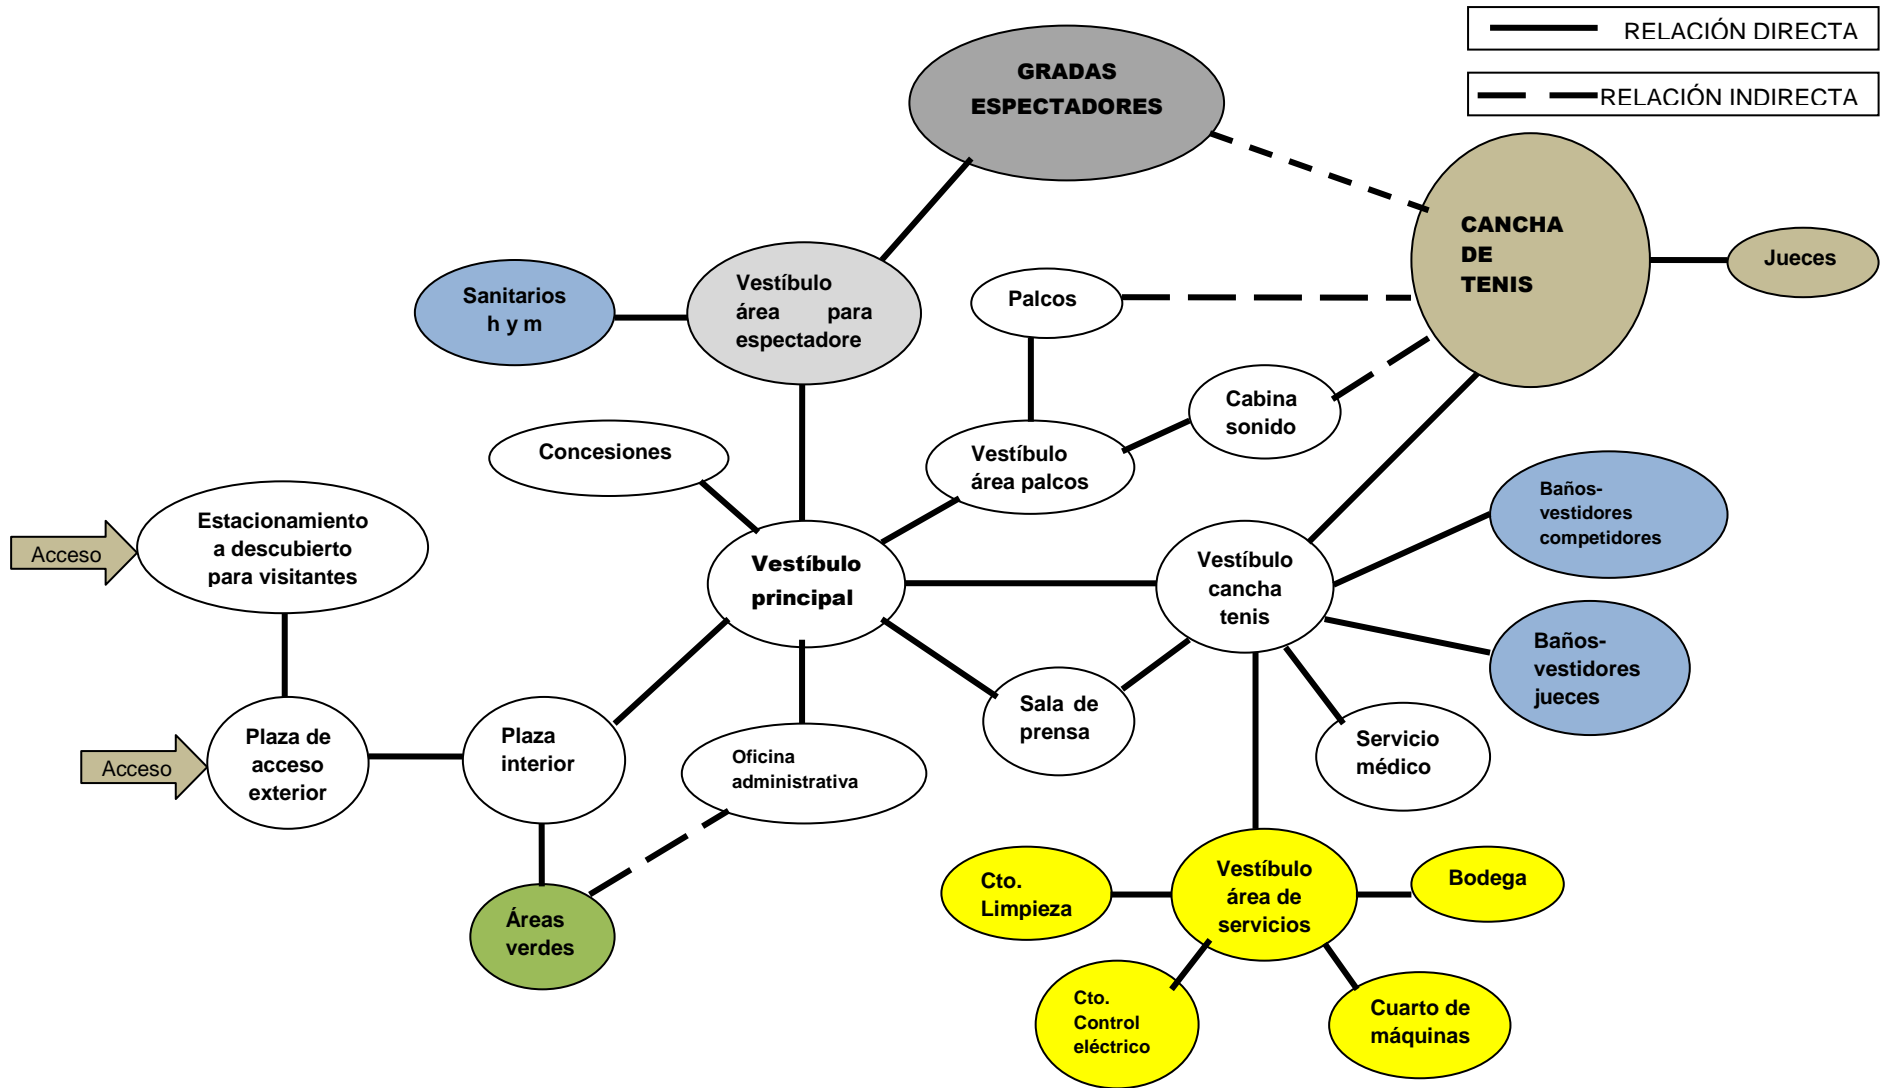 RELACIÓN DIRECTA
RELACIÓN INDIRECTA
GRADAS
ESPECTADORES
CANCHA
DE
TENIS
Jueces
Sanitarios
h y m
Vestíbulo
área para
espectadore
Palcos
Cabina
sonido
Concesiones
Vestíbulo
área palcos
Baños-
vestidores
competidores
Acceso
Estacionamiento
a descubierto
para visitantes
Vestíbulo
principal
Vestíbulo
cancha
tenis
Baños-
vestidores
jueces
Acceso
Plaza de
acceso
exterior
Plaza
interior
Oficina
administrativa
Sala de
prensa
Servicio
médico
Áreas
verdes
Cto.
Limpieza
Vestíbulo
área de
servicios
Bodega
Cto.
Control
eléctrico
Cuarto de
máquinas